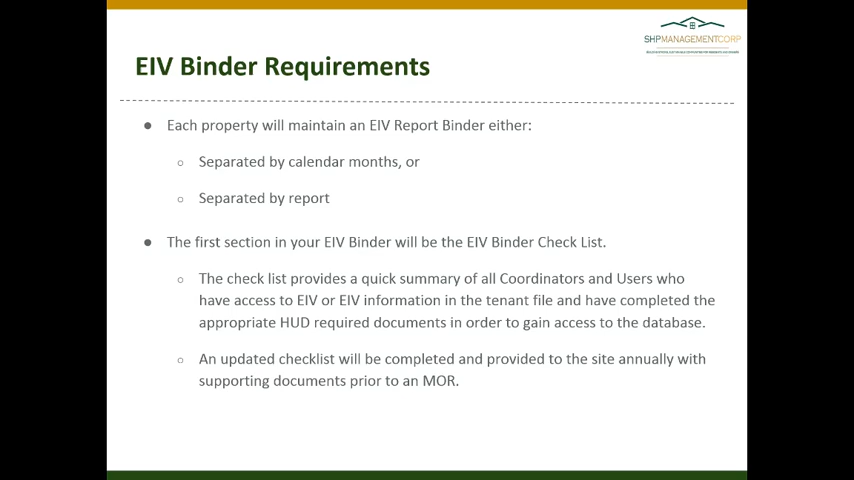 SHPMANAGEMENTCORP
EIV Binder Requirements
● Each property will maintain an EIV Report Binder either:
○ Separated by calendar months, or
○ Separated by report
● The first section in your EIV Binder will be the EIV Binder Check List.
○ The check list provides a quick summary of all Coordinators and Users who
have access to EIV or EIV information in the tenant file and have completed the
appropriate HUD required documents in order to gain access to the database.
○ An updated checklist will be completed and provided to the site annually with
supporting documents prior to an MOR.